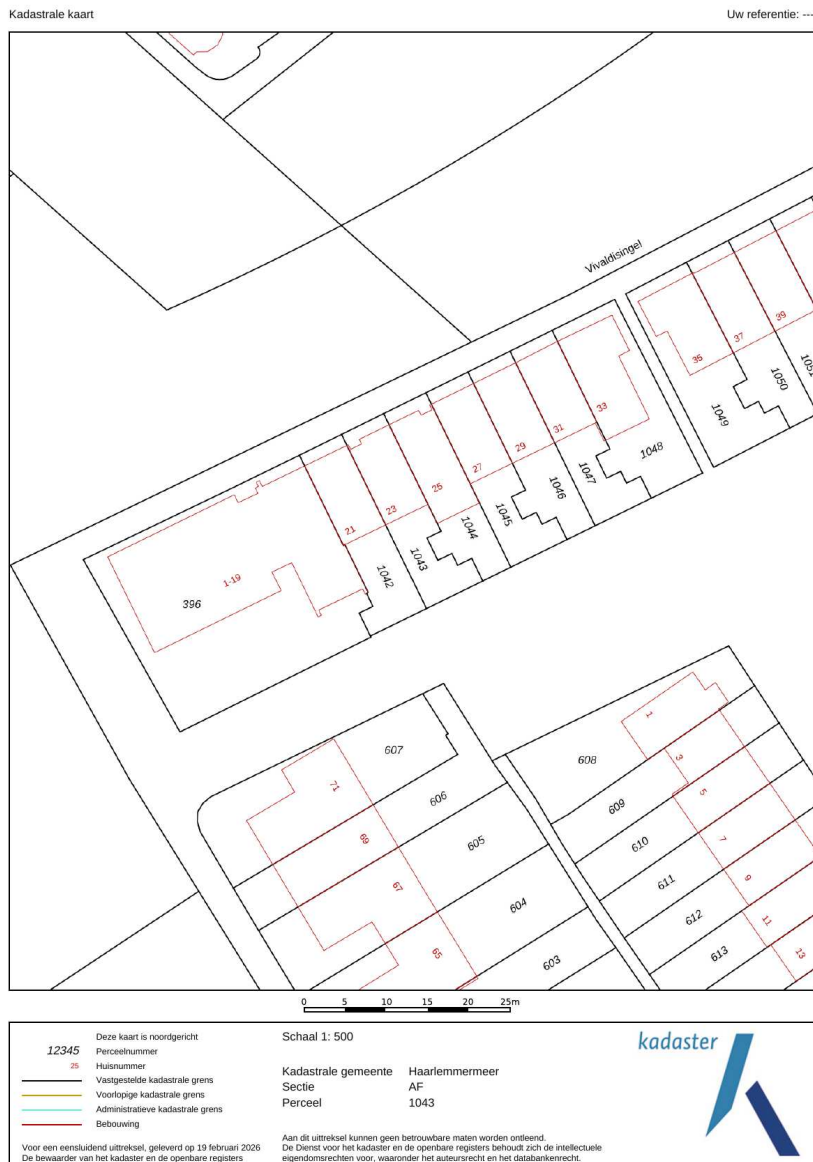 Kadastrale kaart
Uw referentie: ---
Vivaldisingel
39
37
35
1051
1050
1049
33
31
29
27
25
23
21
1048
1047
1046
1045
1044
1043
1042
1-19
396
607
71
606
69
605
67
604
65
603
608
1
3
609
5
610
7
611
9
612
11
613
13
0 5 10 15 20 25m
Deze kaart is noordgericht
12345 Perceelnummer
25 Huisnummer
Vastgestelde kadastrale grens
Voorlopige kadastrale grens
Administratieve kadastrale grens
Bebouwing
Voor een eensluidend uittreksel, geleverd op 19 februari 2026
De bewaarder van het kadaster en de openbare registers
Schaal 1: 500
Kadastrale gemeente Haarlemmermeer
Sectie AF
Perceel 1043
Aan dit uittreksel kunnen geen betrouwbare maten worden ontleend.
De Dienst voor het kadaster en de openbare registers behoudt zich de intellectuele
eigendomsrechten voor, waaronder het auteursrecht en het databankenrecht.
kadaster